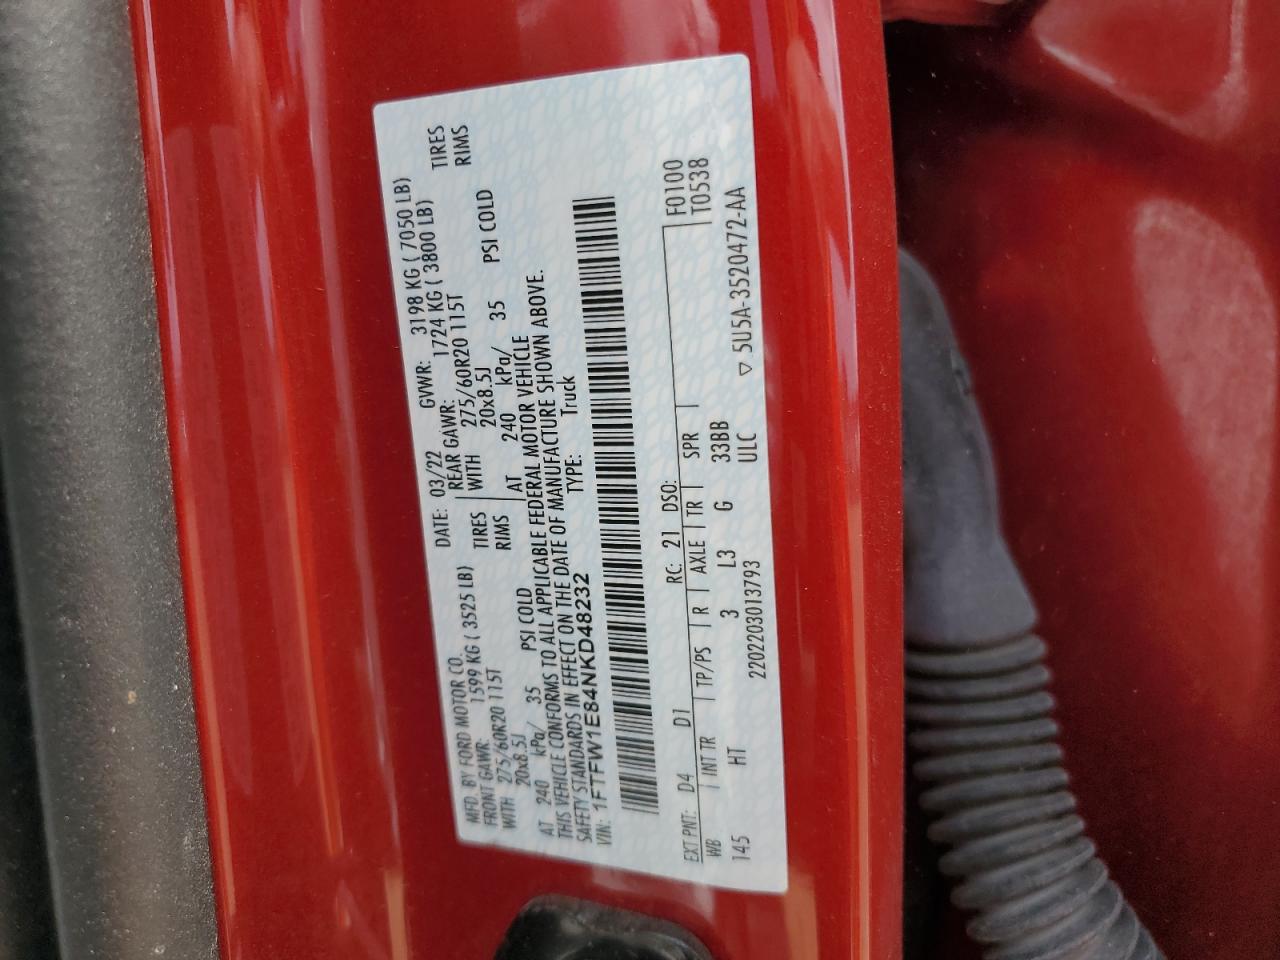 MFD. BY FORD MOTOR CO. DATE: 03/22 GVWR: 3198 KG ( 7050 LB)
FRONT GAWR: 1599 KG ( 3525 LB) REAR GAWR: 1724 KG ( 3800 LB)
WITH 275/60R20 115T TIRES WITH 275/60R20 115T TIRES
20x8.5J RIMS 20x8.5J RIMS
AT 240 kPa/ 35 PSI COLD AT 240 kPa/ 35 PSI COLD
THIS VEHICLE CONFORMS TO ALL APPLICABLE FEDERAL MOTOR VEHICLE
SAFETY STANDARDS IN EFFECT ON THE DATE OF MANUFACTURE SHOWN ABOVE.
VIN: 1FTFW1E84NKD48232 TYPE: Truck
F0100
T0538
EXT PNT: D4 D1 RC: 21 DSO:
WB INT TR TP/PS R AXLE TR SPR
145 HT 3 L3 G 33BB
ULC
2202203013793
▽ 5U5A-3520472-AA